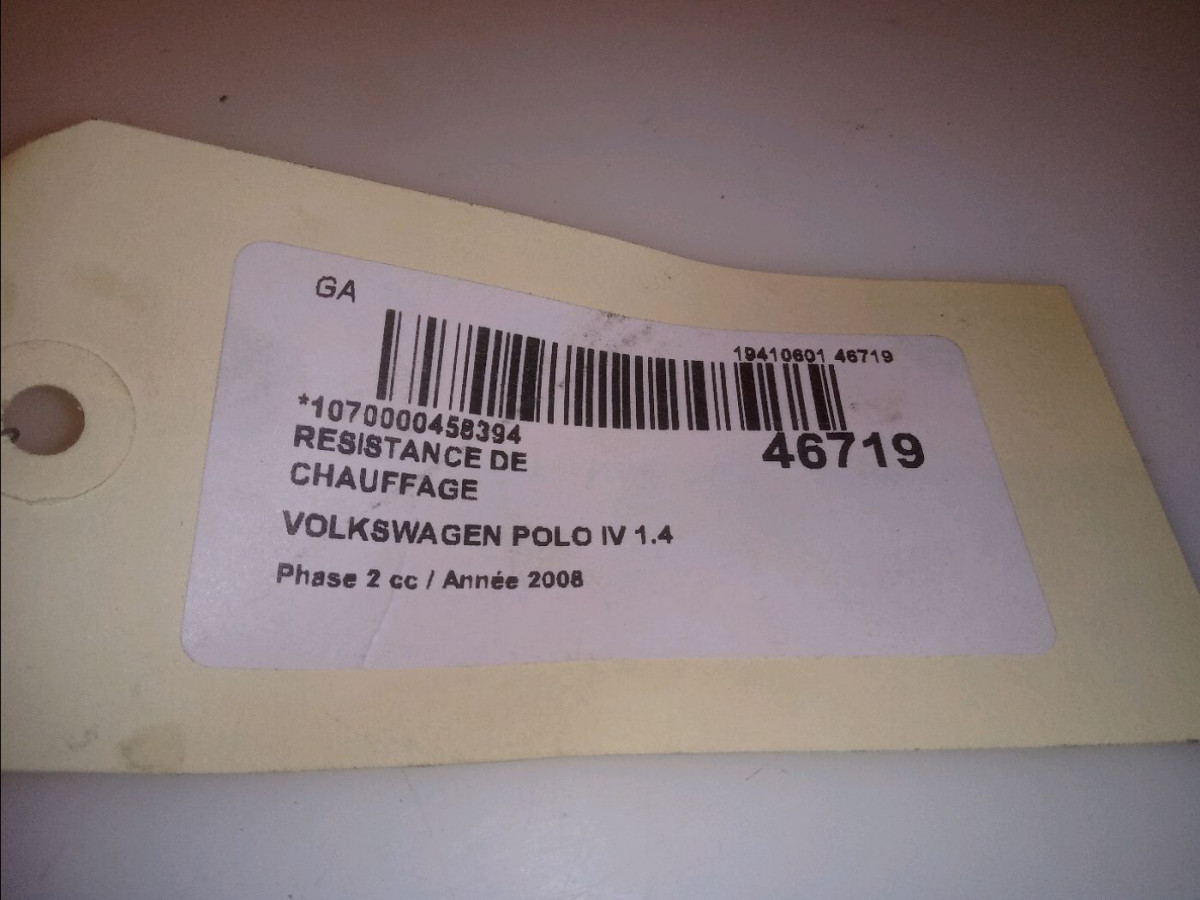 GA
19410601 46719
*1070000458394
46719
RESISTANCE DE
CHAUFFAGE
VOLKSWAGEN POLO IV 1.4
Phase 2 cc / Année 2008